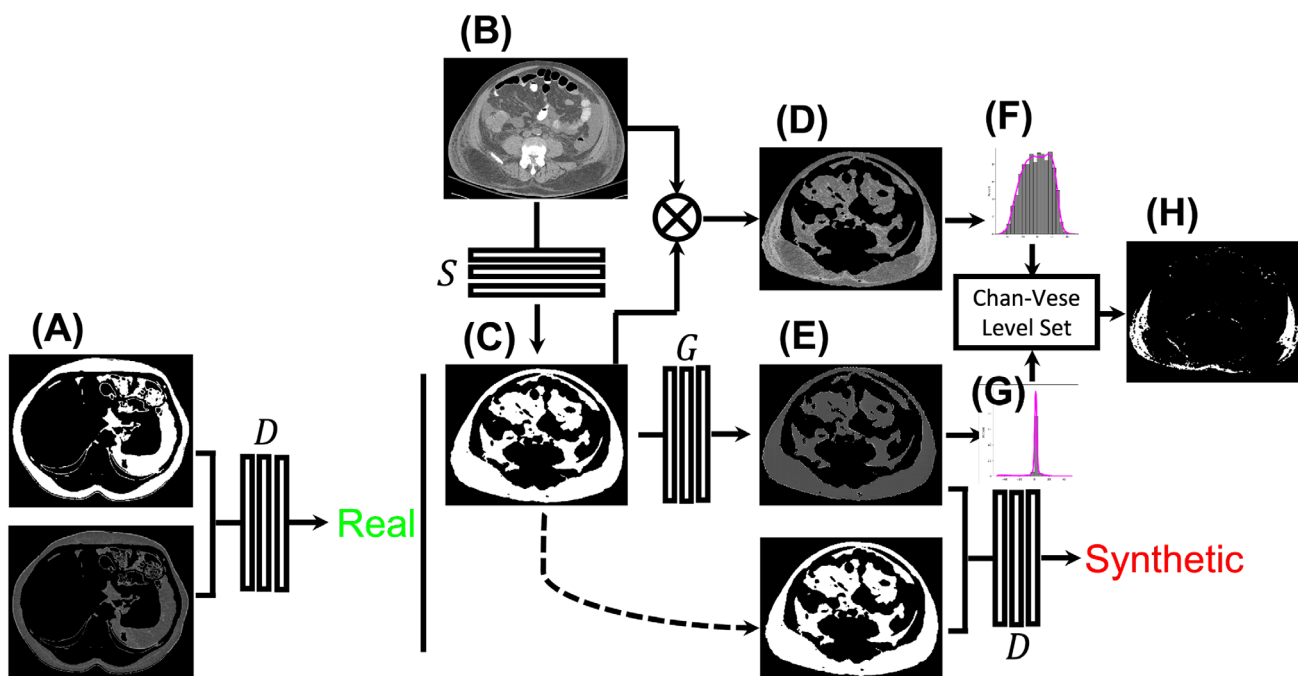 (B)
(D)
(F)
(H)
S
Chan-Vese
Level Set
(A)
(C)
G
(E)
(G)
D
Real
Synthetic
D